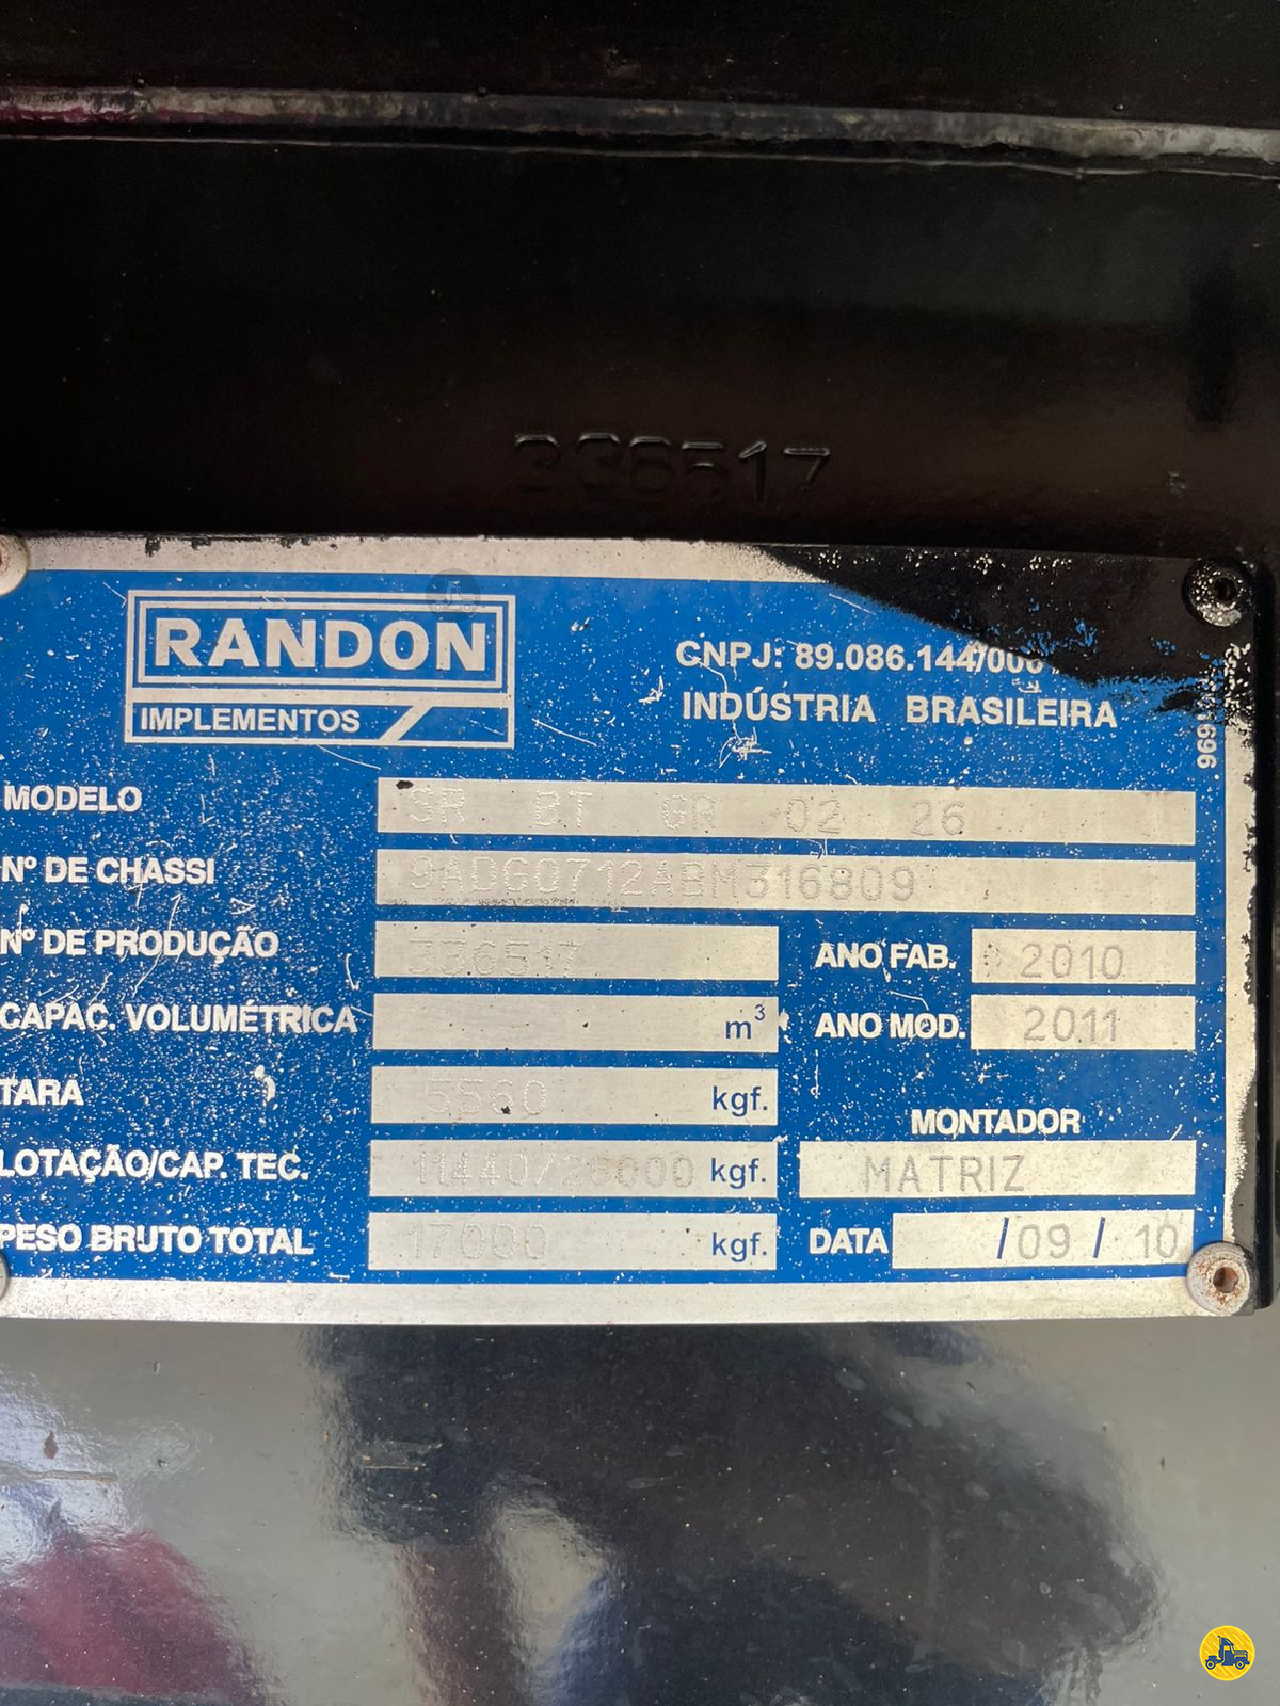 336517
RANDON
IMPLEMENTOS
CNPJ: 89.086.144/000
INDÚSTRIA BRASILEIRA
MODELO SR BT GR 02 26
Nº DE CHASSI 9ADG0712ABM316809
Nº DE PRODUÇÃO 336517 ANO FAB. 2010
CAPAC. VOLUMÉTRICA m³ ANO MOD. 2011
TARA 5560 kgf.
MONTADOR
LOTAÇÃO/CAP. TEC. 11440/26000 kgf. MATRIZ
PESO BRUTO TOTAL 17000 kgf. DATA /09/ 10